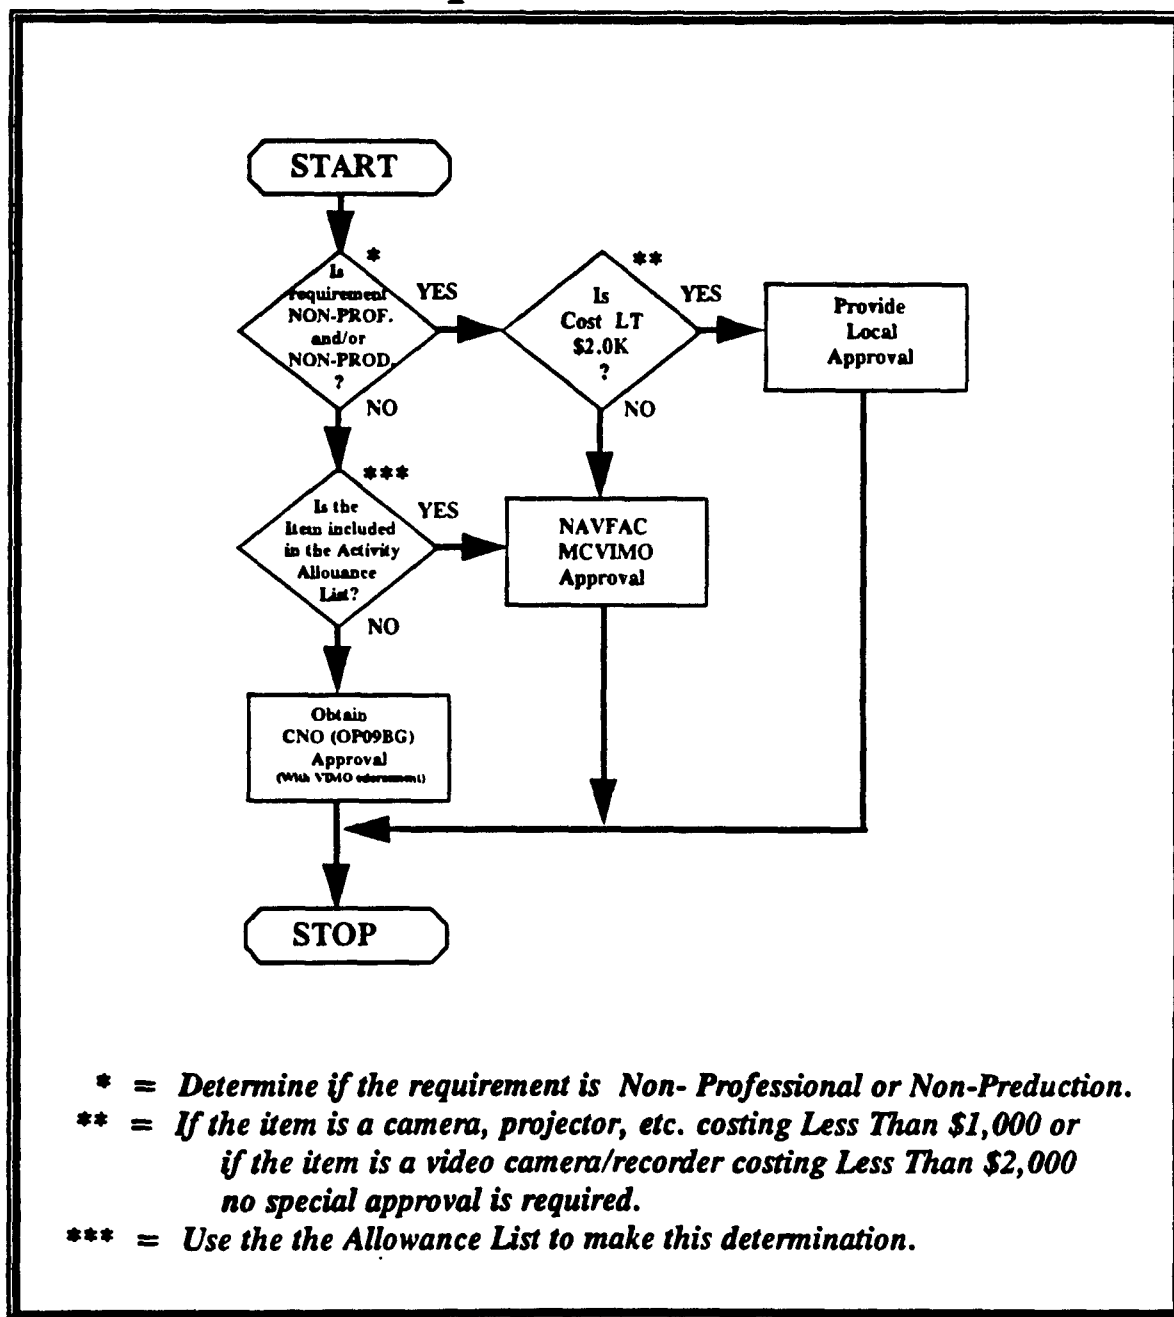 START
*
Is
requirement
NON-PROF.
and/or
NON-PROD.
?
YES
NO
**
Is
Cost LT
$2.0K
?
YES
NO
Provide
Local
Approval
***
Is the
Item included
in the Activity
Allouance
List?
YES
NO
NAVFAC
MCVIMO
Approval
Obtain
CNO (OP09BG)
Approval
(With VIMO edorsement)
STOP
* = Determine if the requirement is Non- Professional or Non-Preduction.
** = If the item is a camera, projector, etc. costing Less Than $1,000 or
if the item is a video camera/recorder costing Less Than $2,000
no special approval is required.
*** = Use the the Allowance List to make this determination.